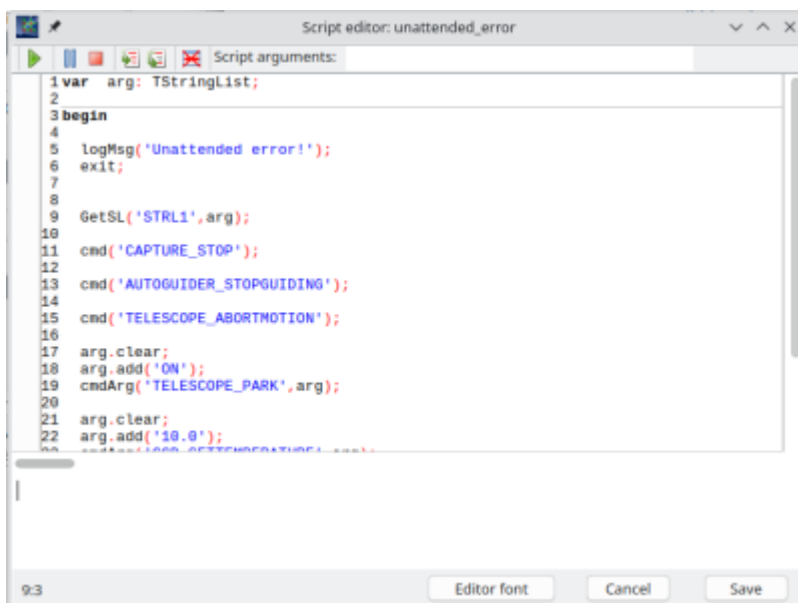 Script editor: unattended_error
Script arguments:
1 var  arg: TStringList;
2
3 begin
4
5   logMsg('Unattended error!');
6   exit;
7
8
9   GetSL('STRL1',arg);
10
11   cmd('CAPTURE_STOP');
12
13   cmd('AUTOGUIDER_STOPGUIDING');
14
15   cmd('TELESCOPE_ABORTMOTION');
16
17   arg.clear;
18   arg.add('ON');
19   cmdArg('TELESCOPE_PARK',arg);
20
21   arg.clear;
22   arg.add('10.0');
9:3
Editor font
Cancel
Save